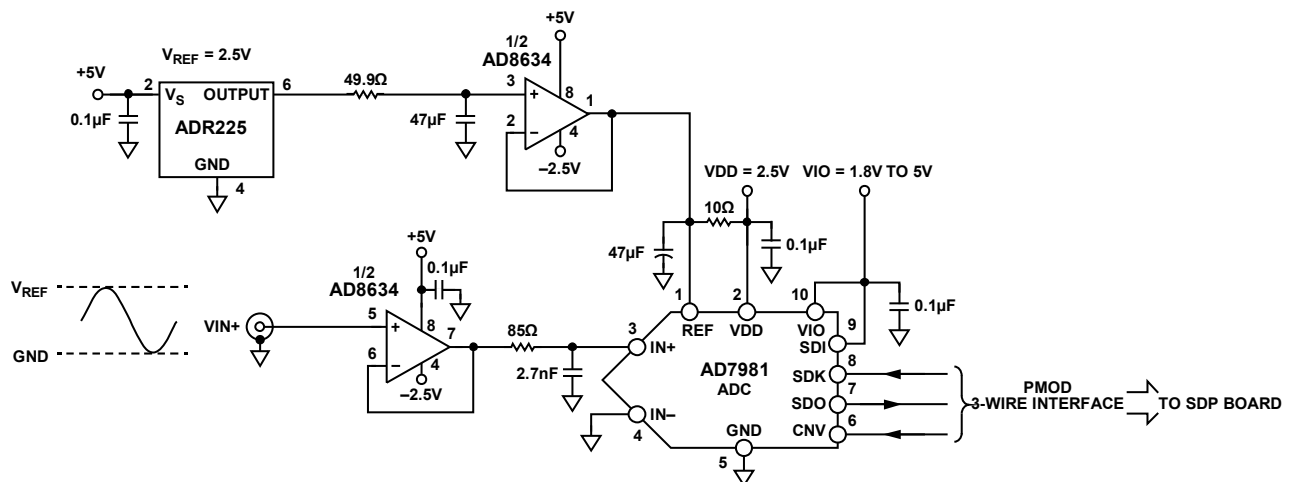 +5V
1/2
AD8634
VREF = 2.5V
+5V
2
VS
OUTPUT
6
49.9Ω
3
+
8
1
0.1µF
ADR225
47µF
2
–
4
–2.5V
GND
4
VDD = 2.5V
VIO = 1.8V TO 5V
10Ω
47µF
0.1µF
+5V
1/2
AD8634
0.1µF
VREF
VIN+
GND
5
+
8
7
6
–
4
–2.5V
85Ω
2.7nF
1
2
10
0.1µF
REF
VDD
VIO
9
SDI
3
IN+
8
SDK
AD7981
ADC
7
SDO
6
CNV
IN–
4
GND
5
PMOD
3-WIRE INTERFACE
TO SDP BOARD